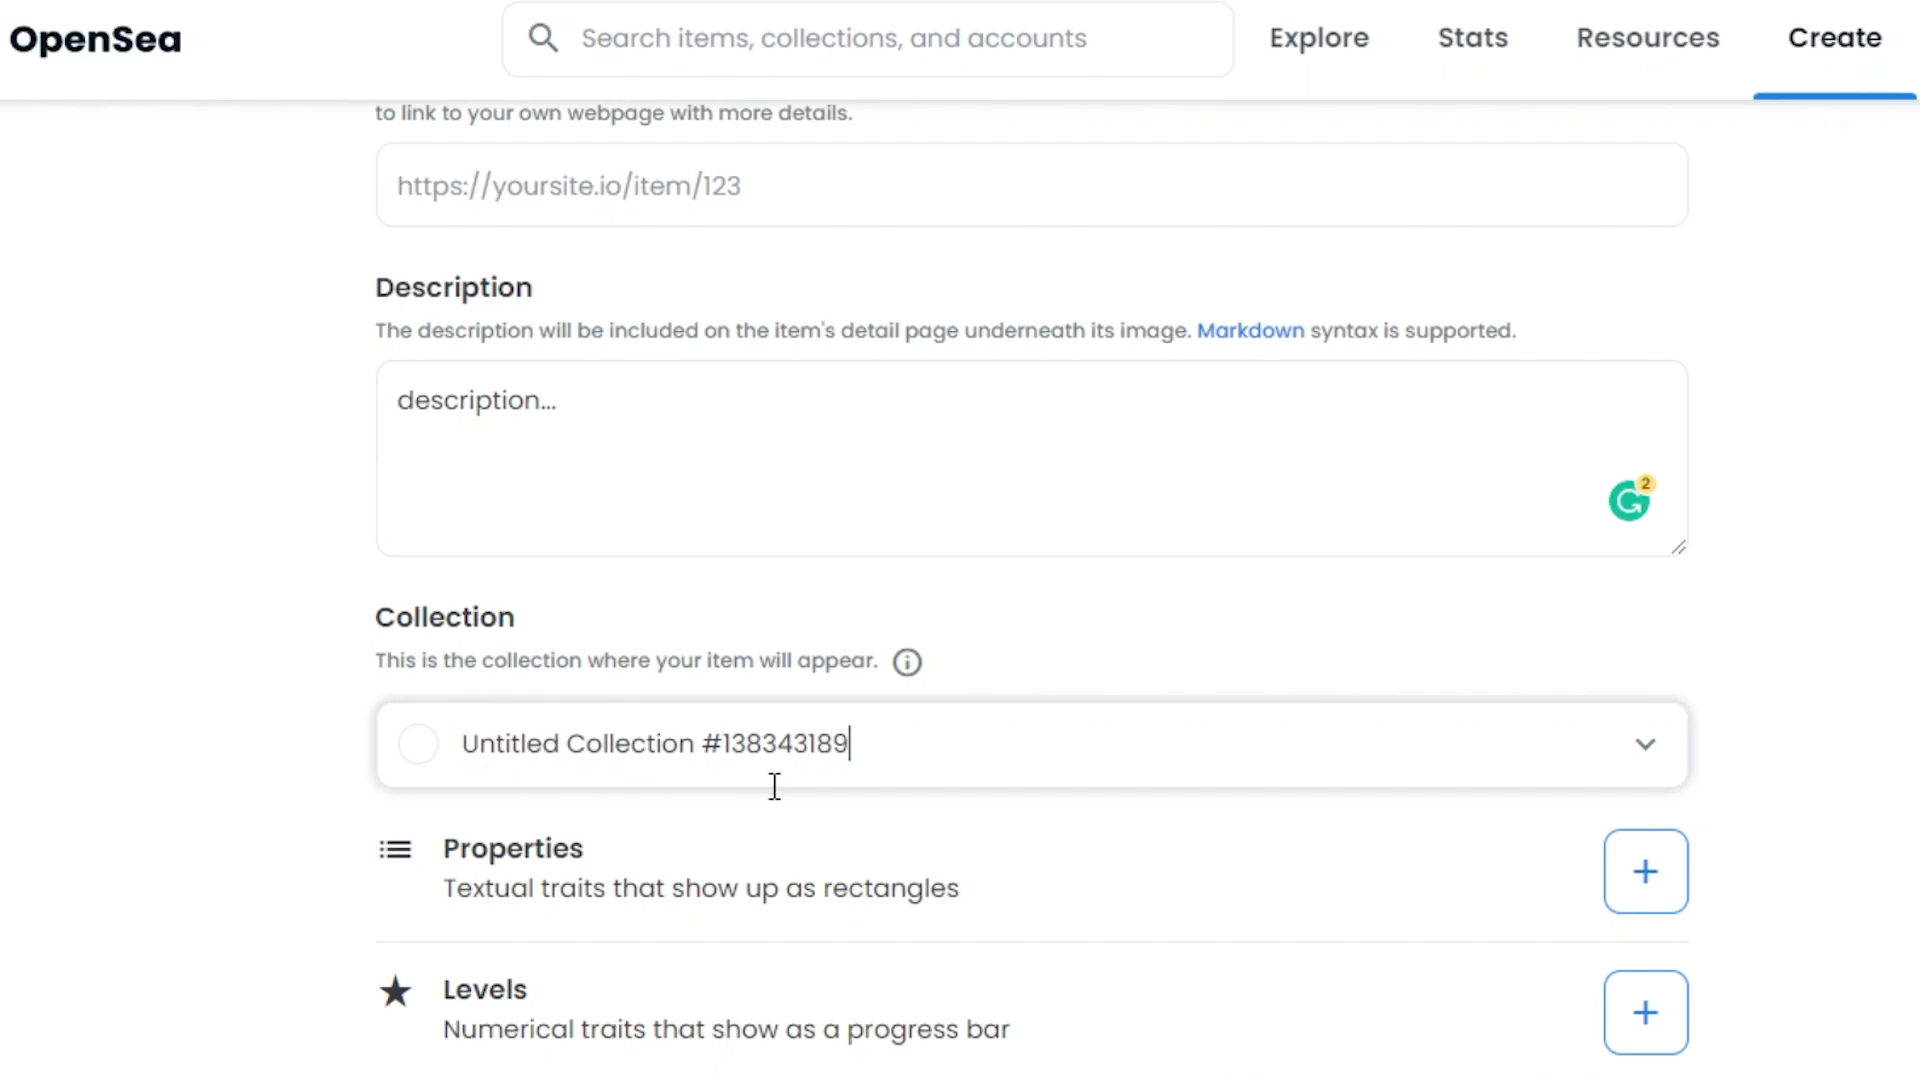 OpenSea
Search items, collections, and accounts
Explore
Stats
Resources
Create
to link to your own webpage with more details.
https://yoursite.io/item/123
Description
The description will be included on the item's detail page underneath its image. Markdown syntax is supported.
description...
2
Collection
This is the collection where your item will appear.
Untitled Collection #138343189
Properties
Textual traits that show up as rectangles
Levels
Numerical traits that show as a progress bar